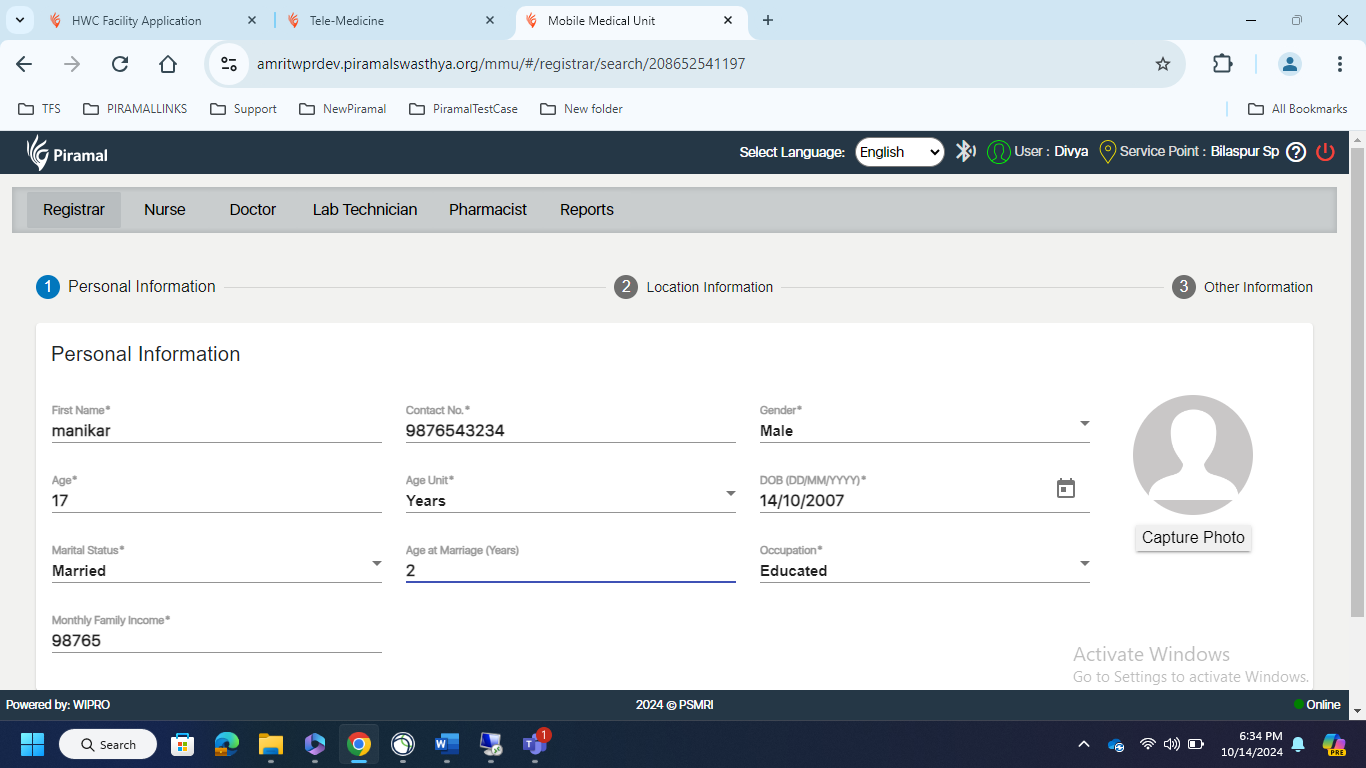 HWC Facility Application
Tele-Medicine
Mobile Medical Unit
amritwprdev.piramalswasthya.org/mmu/#/registrar/search/208652541197
TFS PIRAMALLINKS Support NewPiramal PiramalTestCase New folder All Bookmarks
Piramal
Select Language: English User : Divya Service Point : Bilaspur Sp
Registrar Nurse Doctor Lab Technician Pharmacist Reports
1 Personal Information 2 Location Information 3 Other Information
Personal Information
First Name* Contact No.* Gender*
manikar 9876543234 Male
Age* Age Unit* DOB (DD/MM/YYYY)*
17 Years 14/10/2007
Capture Photo
Marital Status* Age at Marriage (Years) Occupation*
Married 2 Educated
Monthly Family Income*
98765
Activate Windows
Go to Settings to activate Windows.
Powered by: WIPRO 2024 © PSMRI Online
Search 1 6:34 PM
10/14/2024
PRE